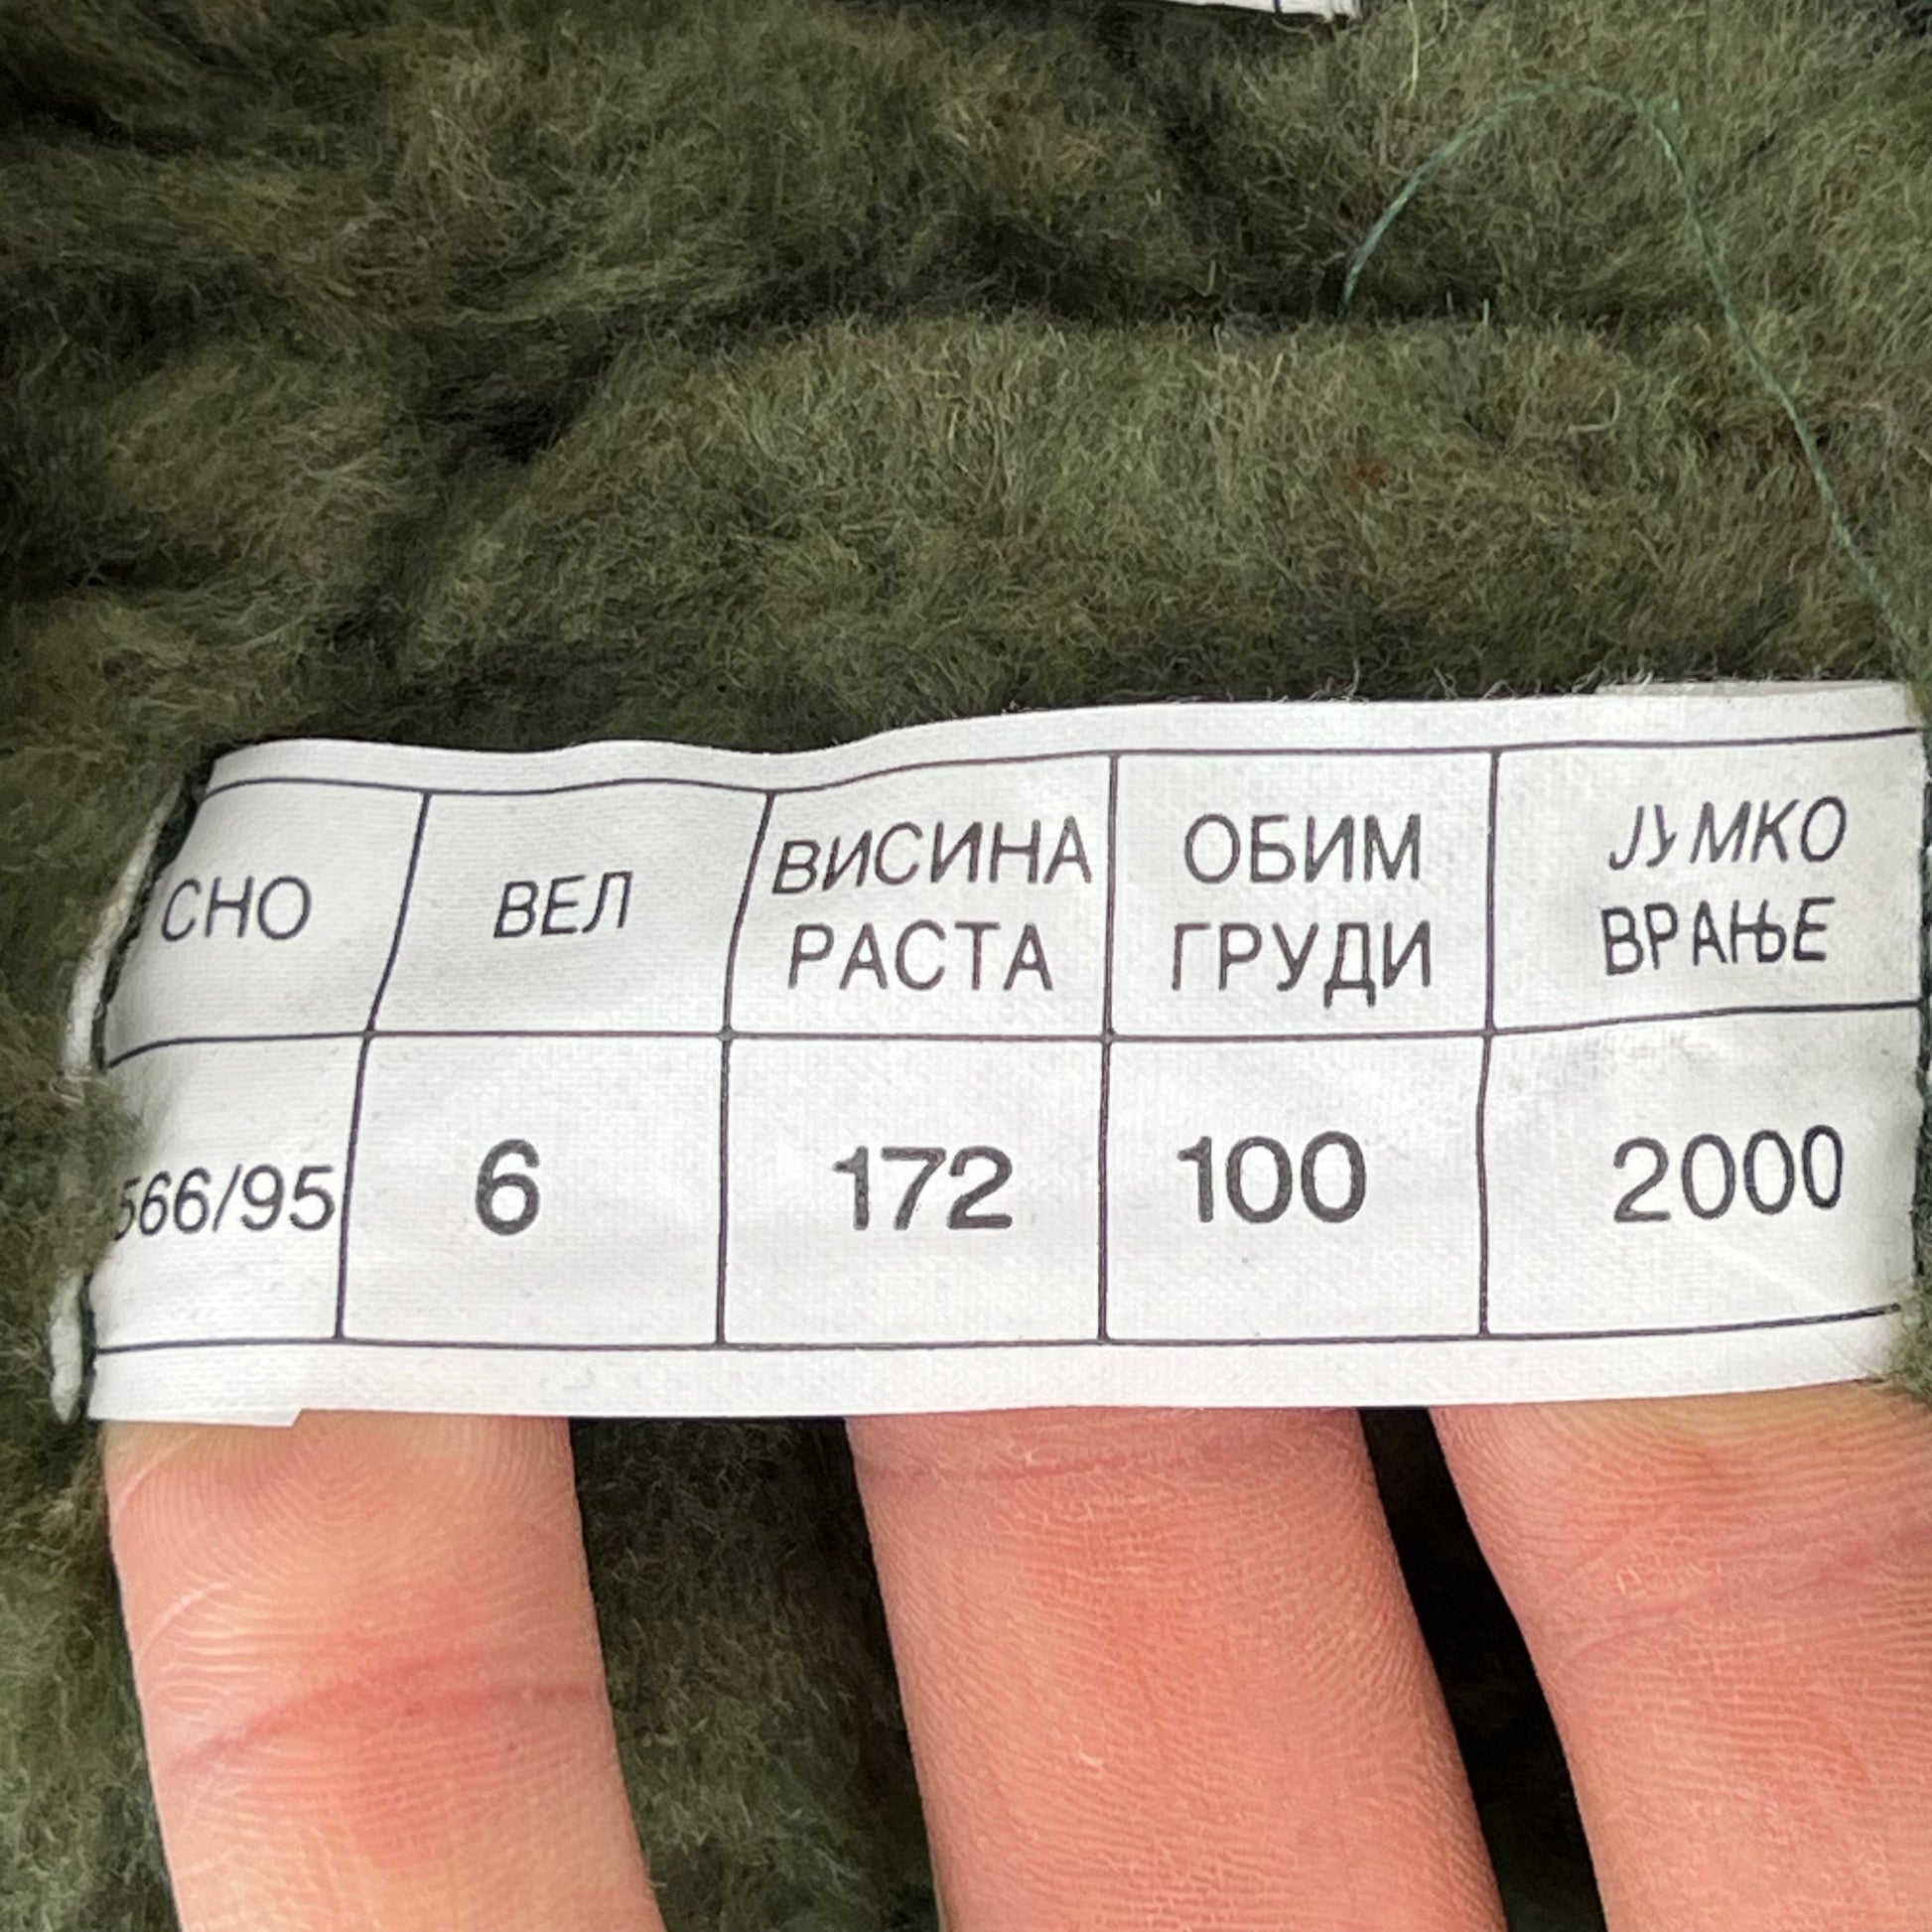 СНО
ВЕЛ
ВИСИНА
РАСТА
ОБИМ
ГРУДИ
ЈУМКО
ВРАЊЕ
566/95
6
172
100
2000